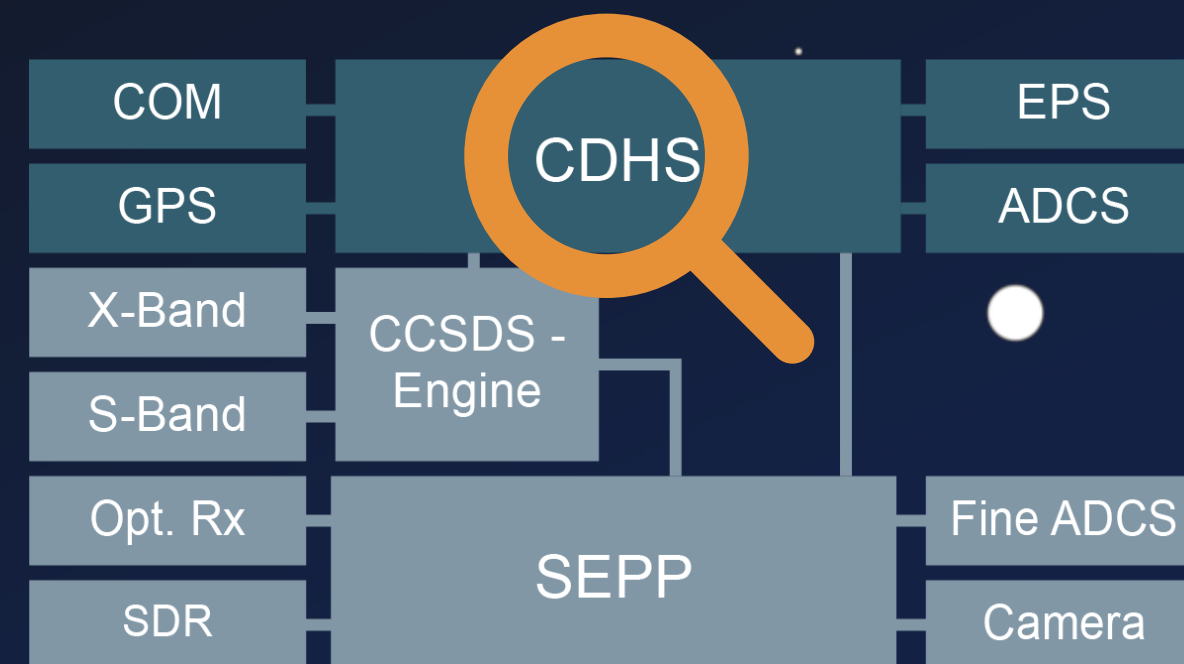 COM
CDHS
EPS
GPS
ADCS
X-Band
CCSDS -
Engine
S-Band
Opt. Rx
SEPP
Fine ADCS
SDR
Camera